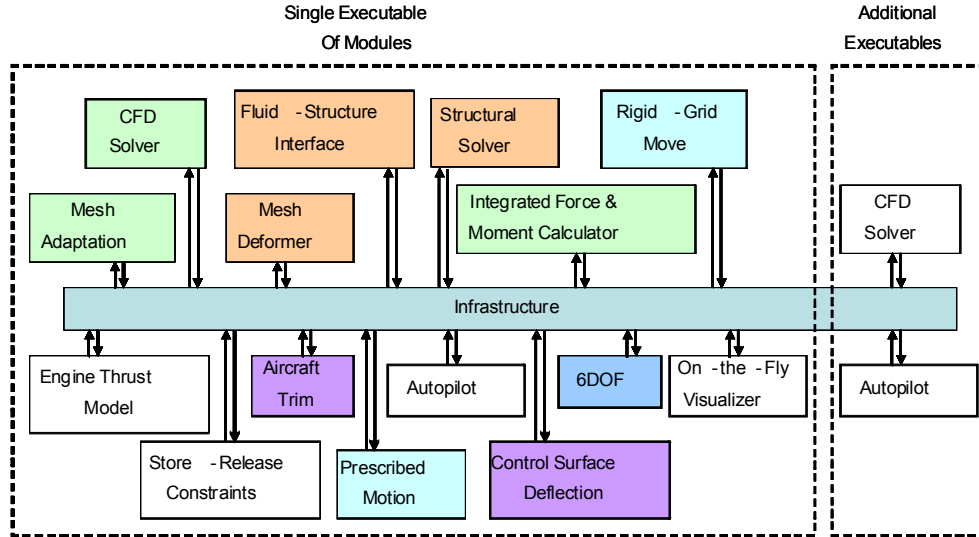 Single Executable
Of Modules
Additional
Executables
CFD
Solver
Fluid - Structure
Interface
Structural
Solver
Rigid - Grid
Move
Mesh
Adaptation
Mesh
Deformer
Integrated Force &
Moment Calculator
CFD
Solver
Infrastructure
Engine Thrust
Model
Aircraft
Trim
Autopilot
6DOF
On - the - Fly
Visualizer
Autopilot
Store - Release
Constraints
Prescribed
Motion
Control Surface
Deflection